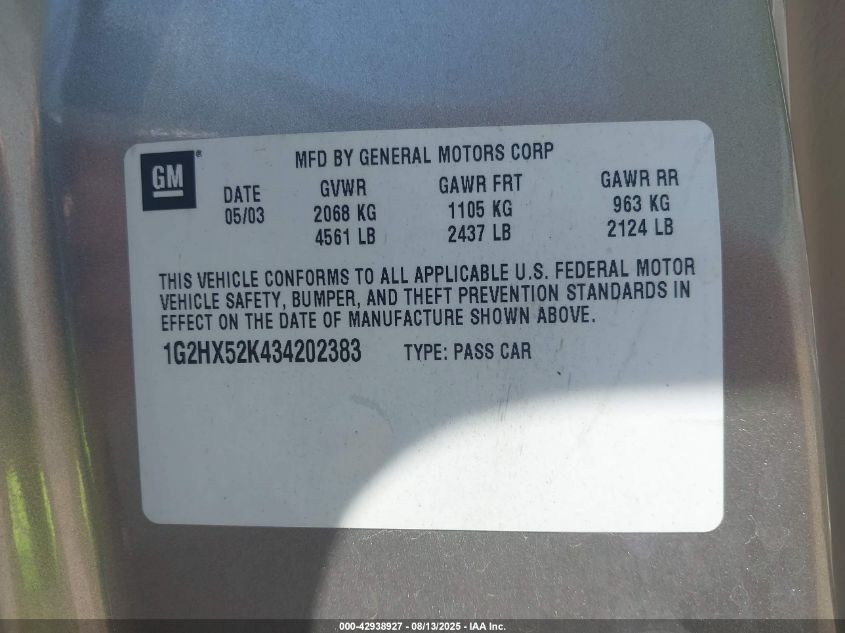 GM®
MFD BY GENERAL MOTORS CORP
DATE GVWR GAWR FRT GAWR RR
05/03 2068 KG 1105 KG 963 KG
4561 LB 2437 LB 2124 LB
THIS VEHICLE CONFORMS TO ALL APPLICABLE U.S. FEDERAL MOTOR
VEHICLE SAFETY, BUMPER, AND THEFT PREVENTION STANDARDS IN
EFFECT ON THE DATE OF MANUFACTURE SHOWN ABOVE.
1G2HX52K434202383 TYPE: PASS CAR
000-42938927 - 08/13/2025 - IAA Inc.